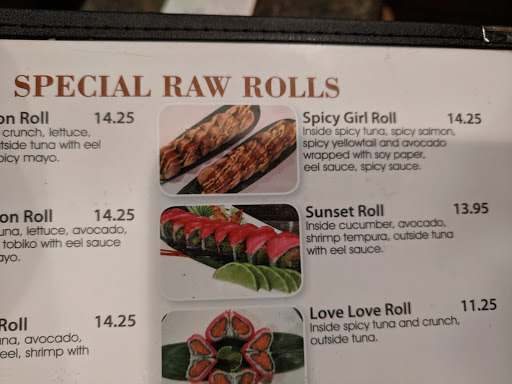 SPECIAL RAW ROLLS
on Roll 14.25
crunch, lettuce,
tside tuna with eel
picy mayo.
on Roll 14.25
una, lettuce, avocado,
tobiko with eel sauce
ayo.
Roll 14.25
una, avocado,
eel, shrimp with
Spicy Girl Roll 14.25
Inside spicy tuna, spicy salmon,
spicy yellowtail and avocado
wrapped with soy paper,
eel sauce, spicy sauce.
Sunset Roll 13.95
Inside cucumber, avocado,
shrimp tempura, outside tuna
with eel sauce.
Love Love Roll 11.25
Inside spicy tuna and crunch,
outside tuna.